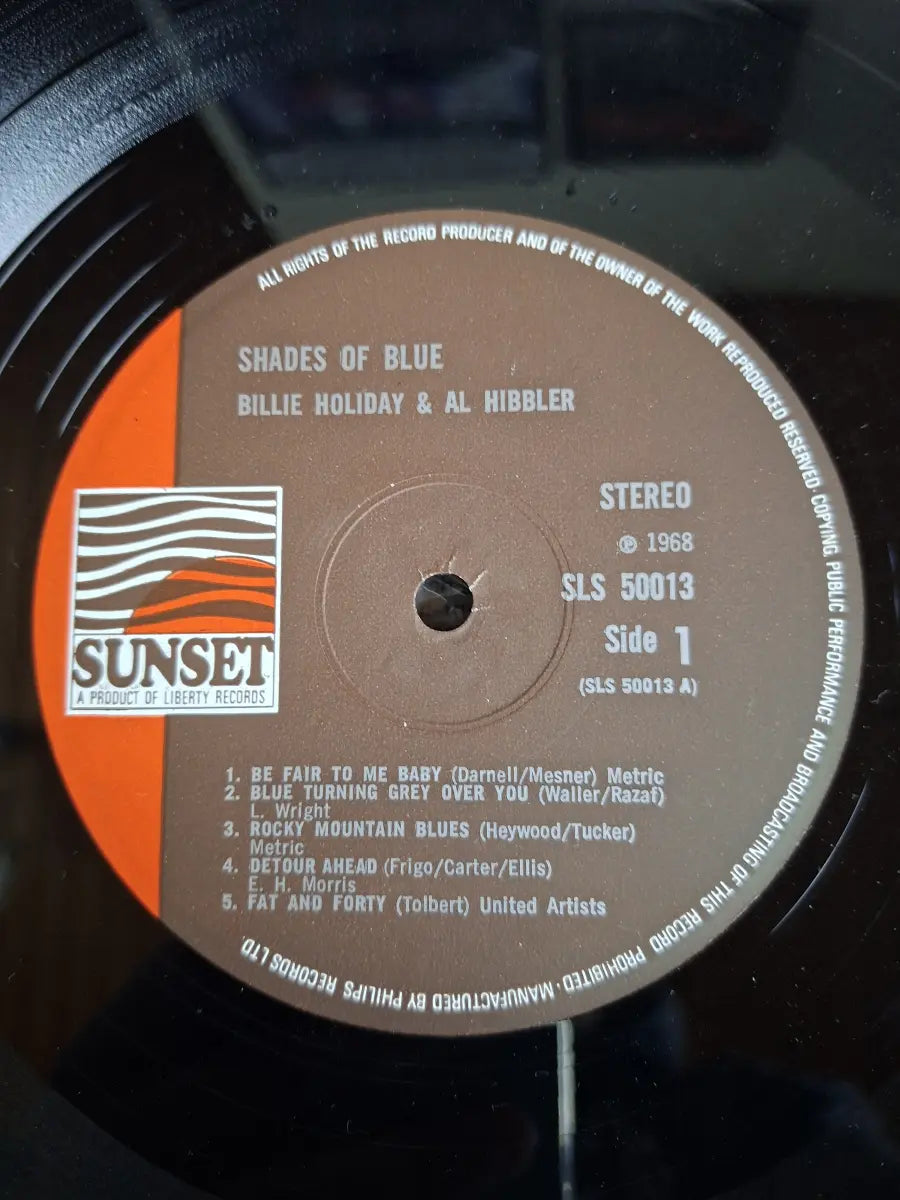 ALL RIGHTS OF THE RECORD PRODUCER AND OF THE OWNER OF THE WORK REPRODUCED RESERVED. COPYING, PUBLIC PERFORMANCE AND BROADCASTING OF THIS RECORD PROHIBITED · MANUFACTURED BY PHILIPS RECORDS LTD.
SHADES OF BLUE
BILLIE HOLIDAY & AL HIBBLER
STEREO
℗ 1968
SLS 50013
Side 1
(SLS 50013 A)
SUNSET
A PRODUCT OF LIBERTY RECORDS
1. BE FAIR TO ME BABY (Darnell/Mesner) Metric
2. BLUE TURNING GREY OVER YOU (Waller/Razaf)
L. Wright
3. ROCKY MOUNTAIN BLUES (Heywood/Tucker)
Metric
4. DETOUR AHEAD (Frigo/Carter/Ellis)
E. H. Morris
5. FAT AND FORTY (Tolbert) United Artists